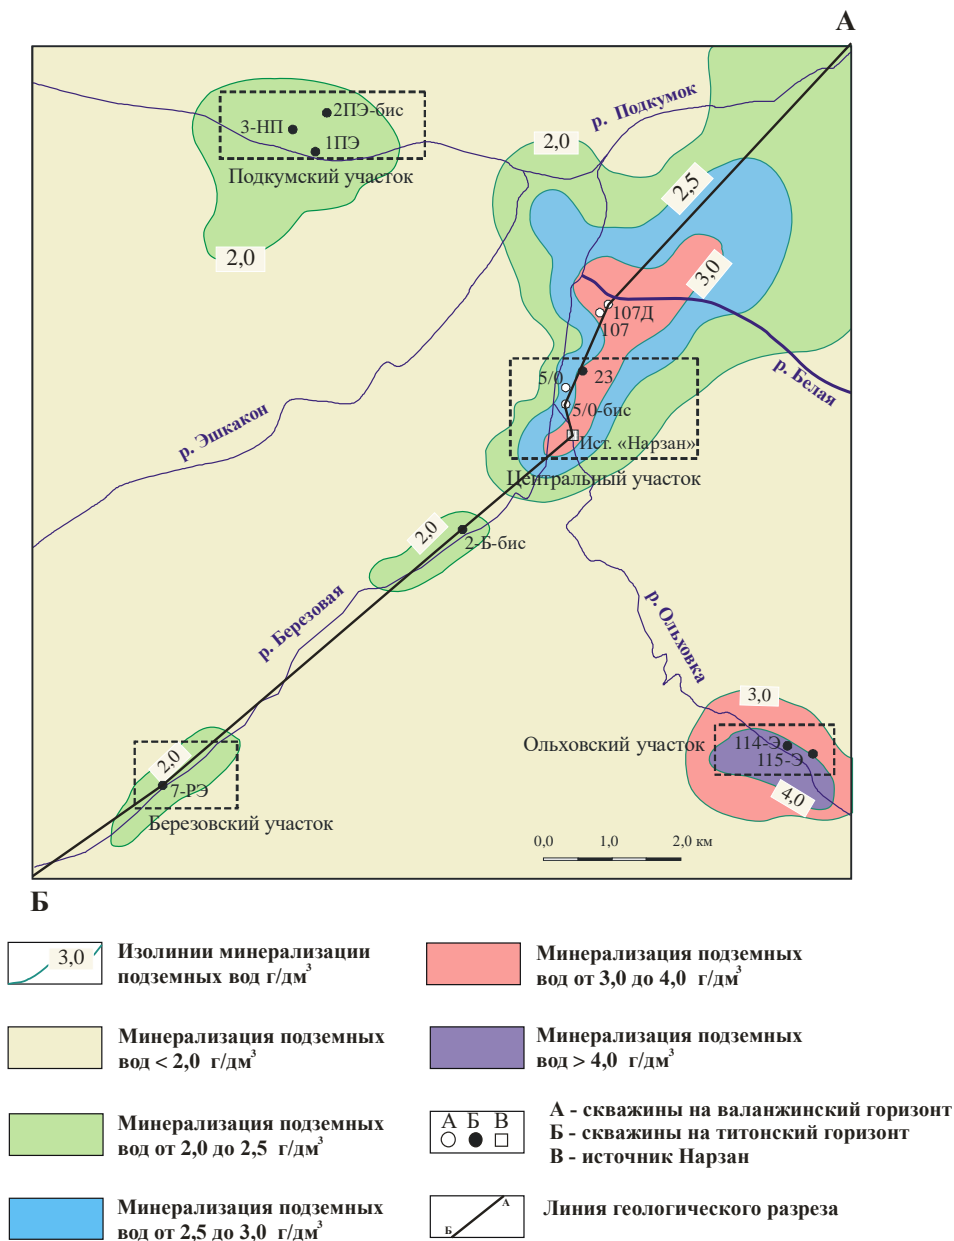 А
р. Подкумок
2ПЭ-бис
3-НП
1ПЭ
2,0
Подкумский участок
2,5
2,0
3,0
107Д
107
р. Белая
5/0
23
5/0-бис
р. Эшкакон
Ист. «Нарзан»
Центральный участок
2,0
2-Б-бис
р. Березовая
р. Ольховка
3,0
Ольховский участок
114-Э
115-Э
2,0
7-РЭ
4,0
Березовский участок
0,0 1,0 2,0 км
Б
3,0
Изолинии минерализации
подземных вод г/дм³
Минерализация подземных
вод < 2,0 г/дм³
Минерализация подземных
вод от 2,0 до 2,5 г/дм³
Минерализация подземных
вод от 2,5 до 3,0 г/дм³
Минерализация подземных
вод от 3,0 до 4,0 г/дм³
Минерализация подземных
вод > 4,0 г/дм³
А Б В
А - скважины на валанжинский горизонт
Б - скважины на титонский горизонт
В - источник Нарзан
А
Б
Линия геологического разреза